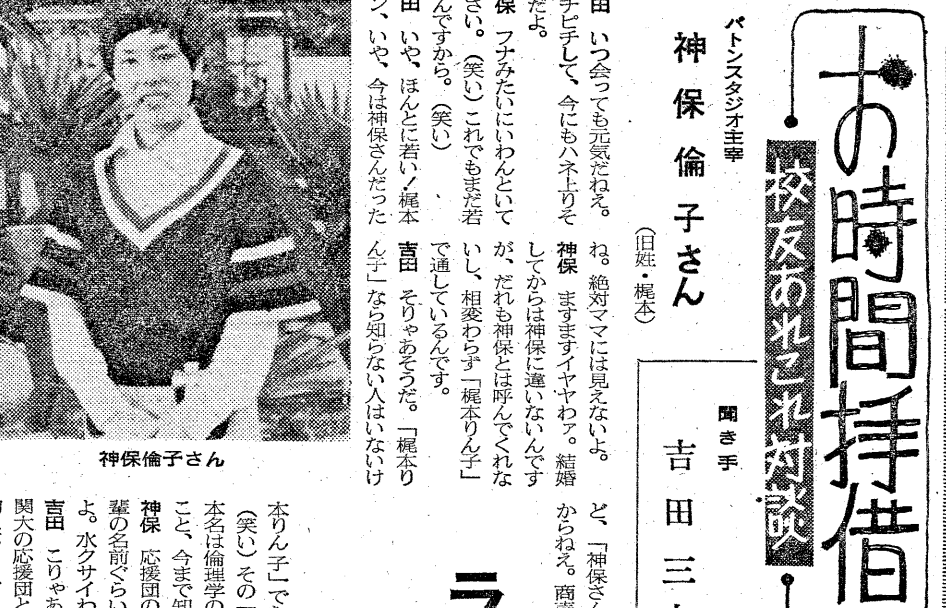 お時間拝借
校友あれこれ対談
バトンスタジオ主宰
神保倫子さん
(旧姓・梶本)
聞き手
吉田三
田 いつ会っても元気だねえ。
チピチして、今にもハネ上りそ
だよ。
保 フナみたいにいわんといて
さい。(笑い)これでもまだ若
んですから。(笑い)
田 いや、ほんとに若い!梶本
ン、いや、今は神保さんだった
ね。絶対ママには見えないよ。
神保 ますますイヤヤわァ。結婚
してからは神保に違いないんです
が、だれも神保とは呼んでくれな
いし、相変わらず「梶本りん子」
で通しているんです。
吉田 そりゃあそうだ。「梶本り
ん子」なら知らない人はいないけ
神保倫子さん
ど、「神保さん
からねえ。商売
ラ
本りん子」で
(笑い)その「
本名は倫理学の
こと、今まで知
神保 応援団の
輩の名前ぐらい
よ。水クサイわ
吉田 こりゃあ
関大の応援団と